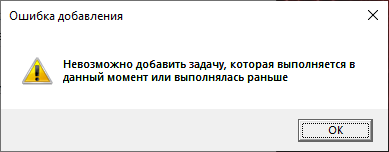 Ошибка добавления
Невозможно добавить задачу, которая выполняется в
данный момент или выполнялась раньше
OK